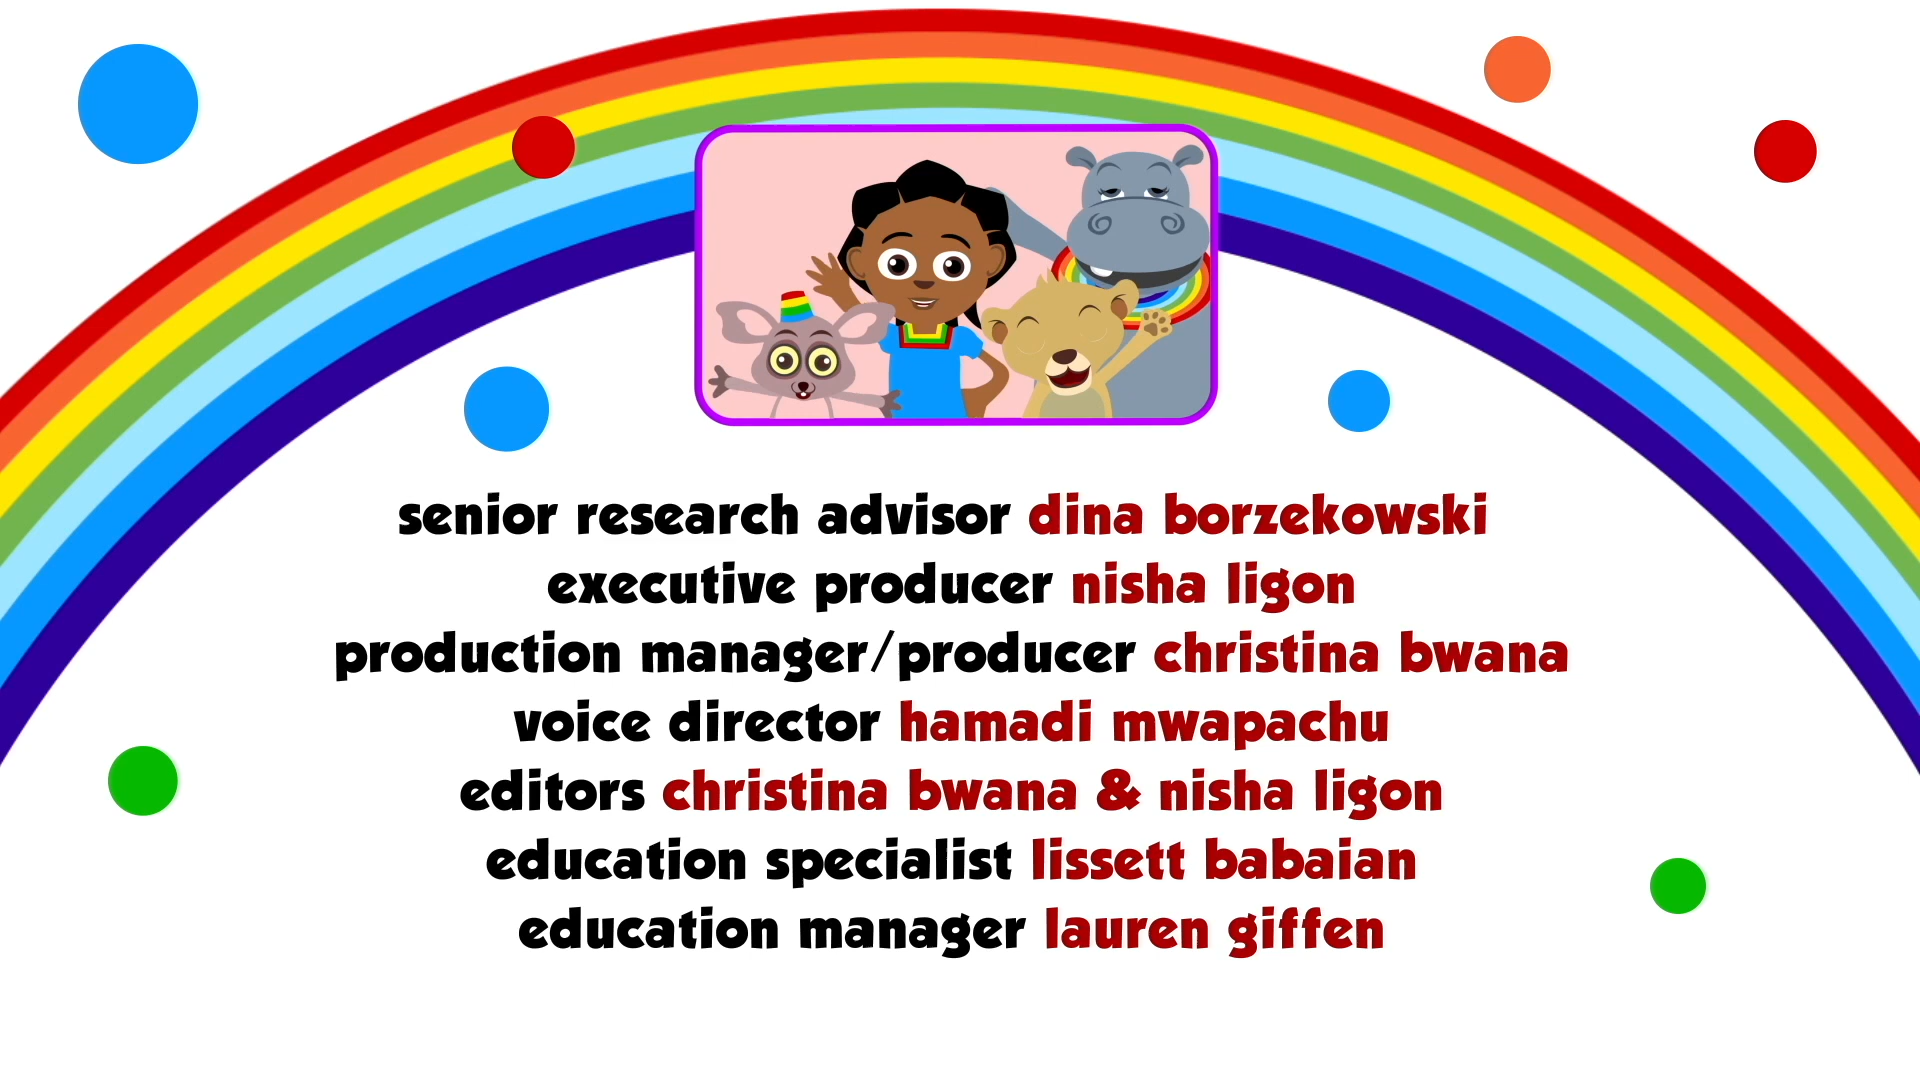 senior research advisor dina borzekowski
executive producer nisha ligon
production manager/producer christina bwana
voice director hamadi mwapachu
editors christina bwana & nisha ligon
education specialist lissett babaian
education manager lauren giffen